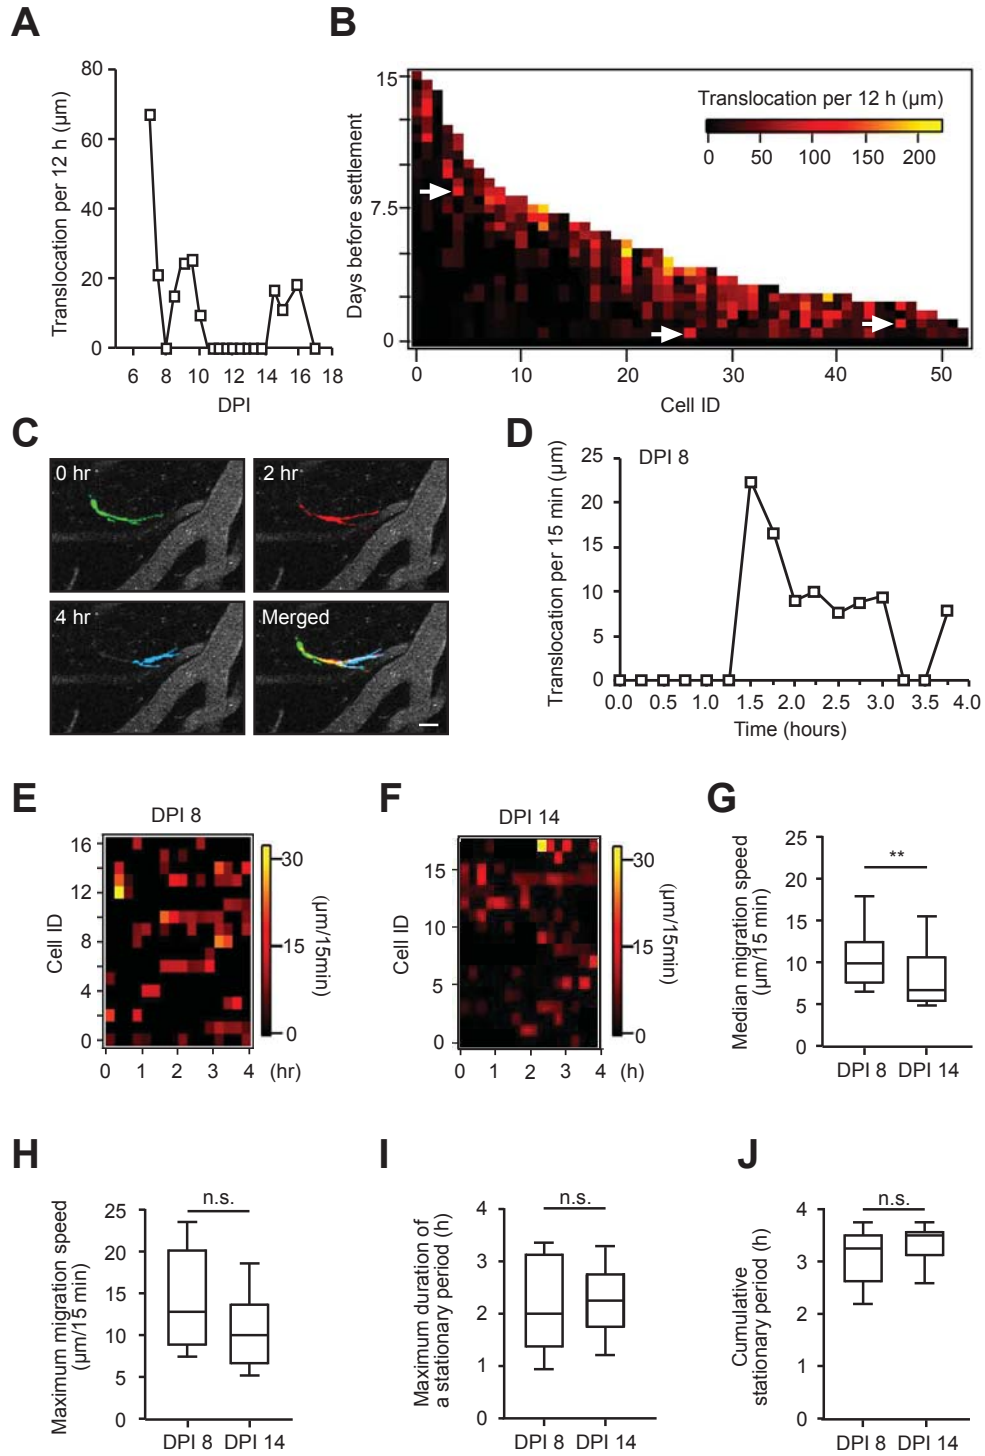 A
Translocation per 12 h (µm)
80
60
40
20
0
6 8 10 12 14 16 18
DPI
B
Days before settlement
15
7.5
0
Translocation per 12 h (µm)
0 50 100 150 200
0 10 20 30 40 50
Cell ID
C
0 hr
2 hr
4 hr
Merged
D
Translocation per 15 min (µm)
DPI 8
25
20
15
10
5
0
0.0 0.5 1.0 1.5 2.0 2.5 3.0 3.5 4.0
Time (hours)
E
DPI 8
Cell ID
16
12
8
4
0
0 1 2 3 4 (hr)
30
15
0
(µm/15min)
F
DPI 14
Cell ID
15
10
5
0
0 1 2 3 4 (h)
30
15
0
(µm/15min)
G
Median migration speed
(µm/15 min)
25
20
15
10
5
0
**
DPI 8 DPI 14
H
Maximum migration speed
(µm/15 min)
25
20
15
10
5
0
n.s.
DPI 8 DPI 14
I
Maximum duration of
a stationary period (h)
4
3
2
1
0
n.s.
DPI 8 DPI 14
J
Cumulative
stationary period (h)
4
3
2
1
0
n.s.
DPI 8 DPI 14